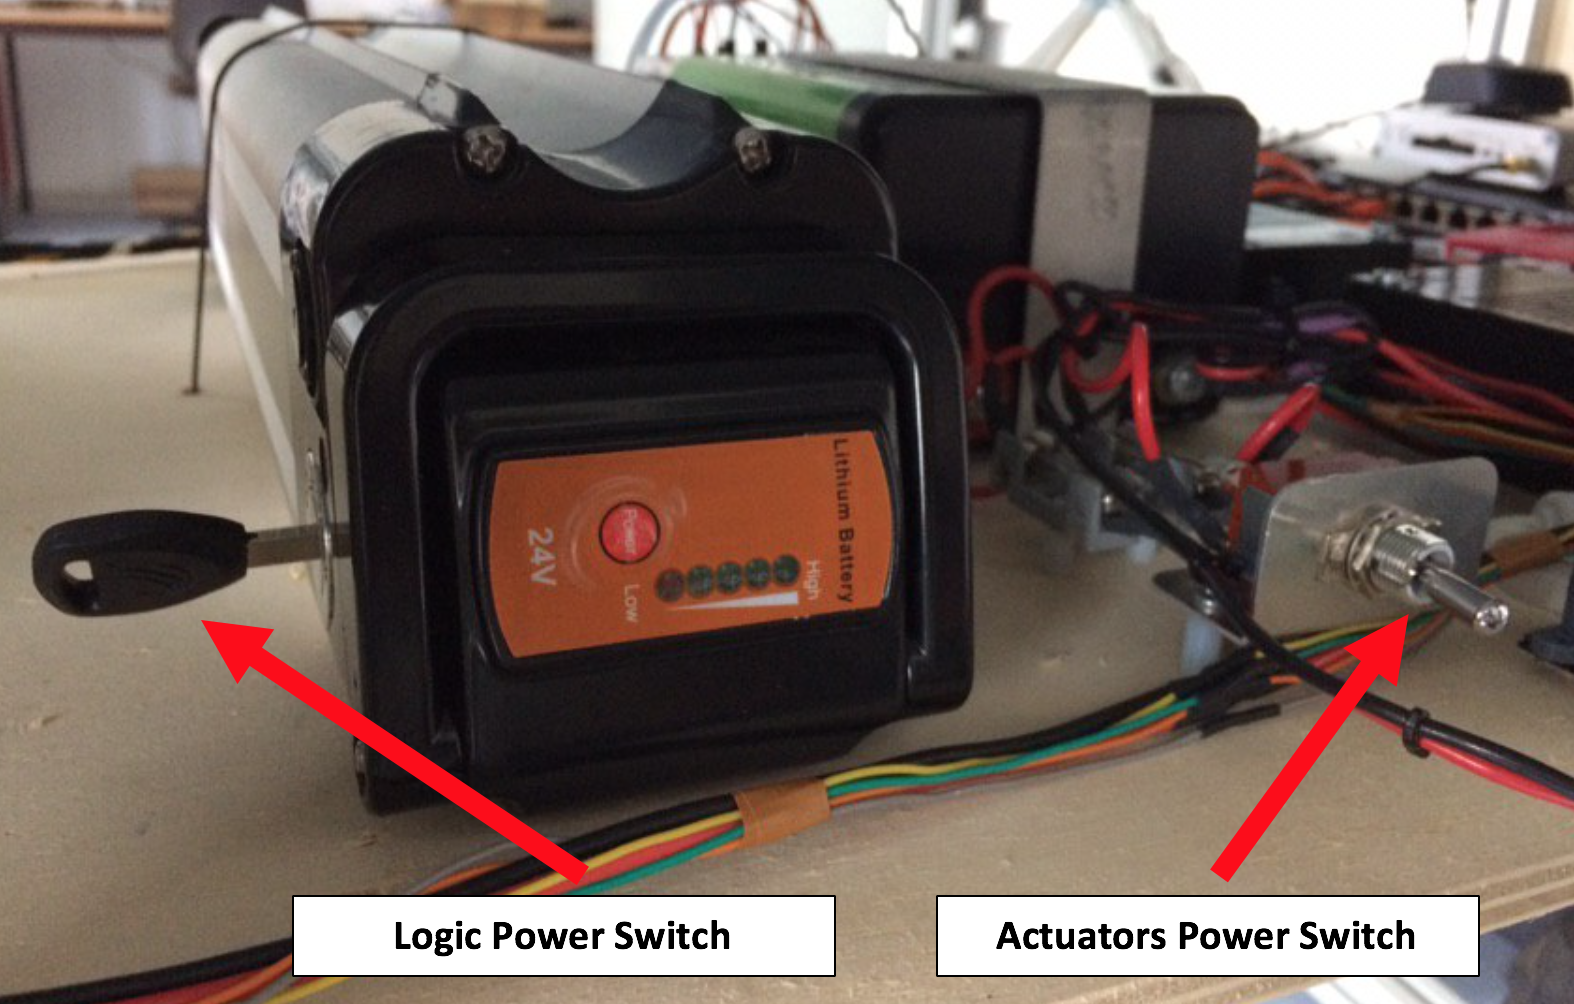 Lithium Battery
High
Power
Low
24V
Logic Power Switch
Actuators Power Switch